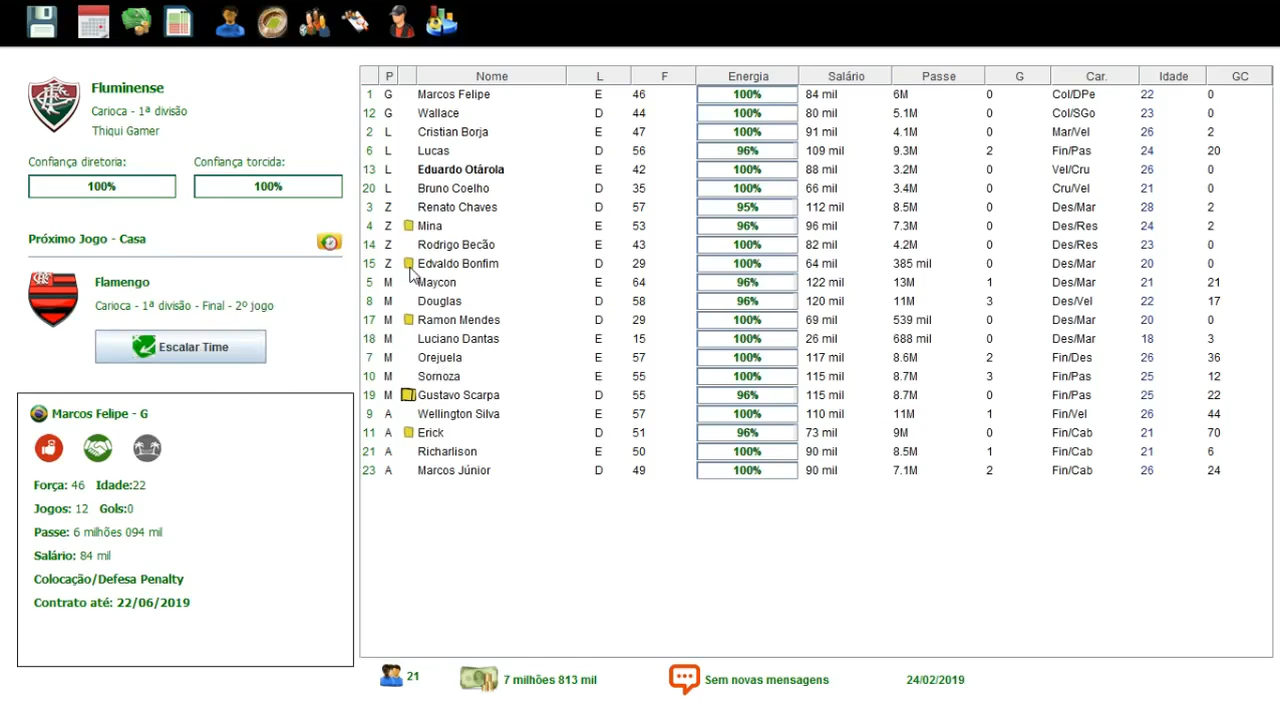 Fluminense
Carioca - 1ª divisão
Thiqui Gamer
Confiança diretoria: Confiança torcida:
100% 100%
Próximo Jogo - Casa
Flamengo
Carioca - 1ª divisão - Final - 2º jogo
Escalar Time
Marcos Felipe - G
Força: 46 Idade:22
Jogos: 12 Gols:0
Passe: 6 milhões 094 mil
Salário: 84 mil
Colocação/Defesa Penalty
Contrato até: 22/06/2019
P Nome L F Energia Salário Passe G Car. Idade GC
1 G Marcos Felipe E 46 100% 84 mil 6M 0 Col/DPe 22 0
12 G Wallace D 44 100% 80 mil 5.1M 0 Col/SGo 23 0
2 L Cristian Borja E 47 100% 91 mil 4.1M 0 Mar/Vel 26 2
6 L Lucas D 56 96% 109 mil 9.3M 2 Fin/Pas 24 20
13 L Eduardo Otárola E 42 100% 88 mil 3.2M 0 Vel/Cru 26 0
20 L Bruno Coelho D 35 100% 66 mil 3.4M 0 Cru/Vel 21 0
3 Z Renato Chaves D 57 95% 112 mil 8.5M 0 Des/Mar 28 2
4 Z Mina E 53 96% 96 mil 7.3M 0 Des/Res 24 2
14 Z Rodrigo Becão E 43 100% 82 mil 4.2M 0 Des/Res 23 0
15 Z Edvaldo Bonfim D 29 100% 64 mil 385 mil 0 Des/Mar 20 0
5 M Maycon E 64 96% 122 mil 13M 1 Des/Mar 21 21
8 M Douglas D 58 96% 120 mil 11M 3 Des/Vel 22 17
17 M Ramon Mendes D 29 100% 69 mil 539 mil 0 Des/Mar 20 0
18 M Luciano Dantas E 15 100% 26 mil 688 mil 0 Des/Mar 18 3
7 M Orejuela E 57 100% 117 mil 8.6M 2 Fin/Des 26 36
10 M Sornoza E 55 100% 115 mil 8.7M 3 Fin/Pas 25 12
19 M Gustavo Scarpa D 55 96% 115 mil 8.7M 0 Fin/Pas 25 22
9 A Wellington Silva E 57 100% 110 mil 11M 1 Fin/Vel 26 44
11 A Erick D 51 96% 73 mil 9M 0 Fin/Cab 21 70
21 A Richarlison E 50 100% 90 mil 8.5M 1 Fin/Cab 21 6
23 A Marcos Júnior D 49 100% 90 mil 7.1M 2 Fin/Cab 26 24
21 7 milhões 813 mil Sem novas mensagens 24/02/2019